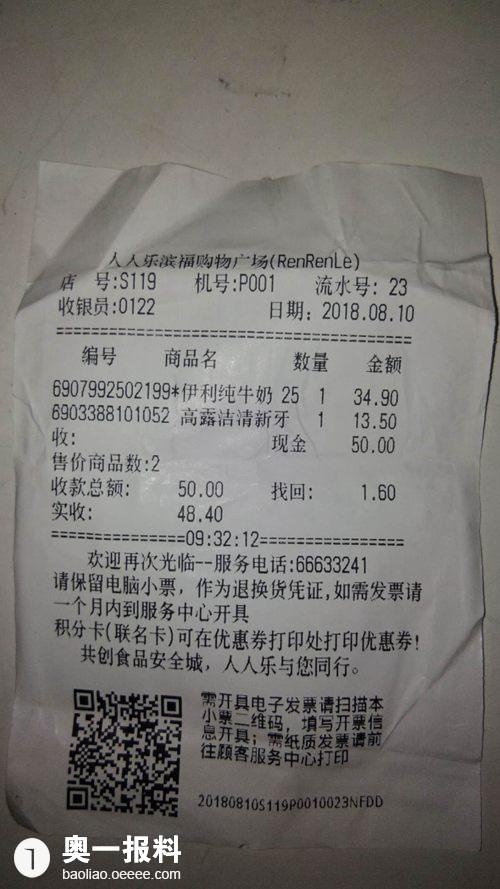 人人乐滨福购物广场(RenRenLe)
店 号:S119 机号:P001 流水号: 23
收银员:0122 日期: 2018.08.10
========================================
编号 商品名 数量 金额
6907992502199*伊利纯牛奶 25 1 34.90
6903388101052 高露洁清新牙 1 13.50
收: 现金 50.00
售价商品数:2
收款总额: 50.00 找回: 1.60
实收: 48.40
===============09:32:12================
欢迎再次光临--服务电话:66633241
请保留电脑小票，作为退换货凭证,如需发票请
一个月内到服务中心开具
积分卡(联名卡)可在优惠券打印处打印优惠券!
共创食品安全城，人人乐与您同行。
需开具电子发票请扫描本
小票二维码，填写开票信
息开具；需纸质发票请前
往顾客服务中心打印
20180810S119P0010023NFDD
1 奥一报料
baoliao.oeeee.com